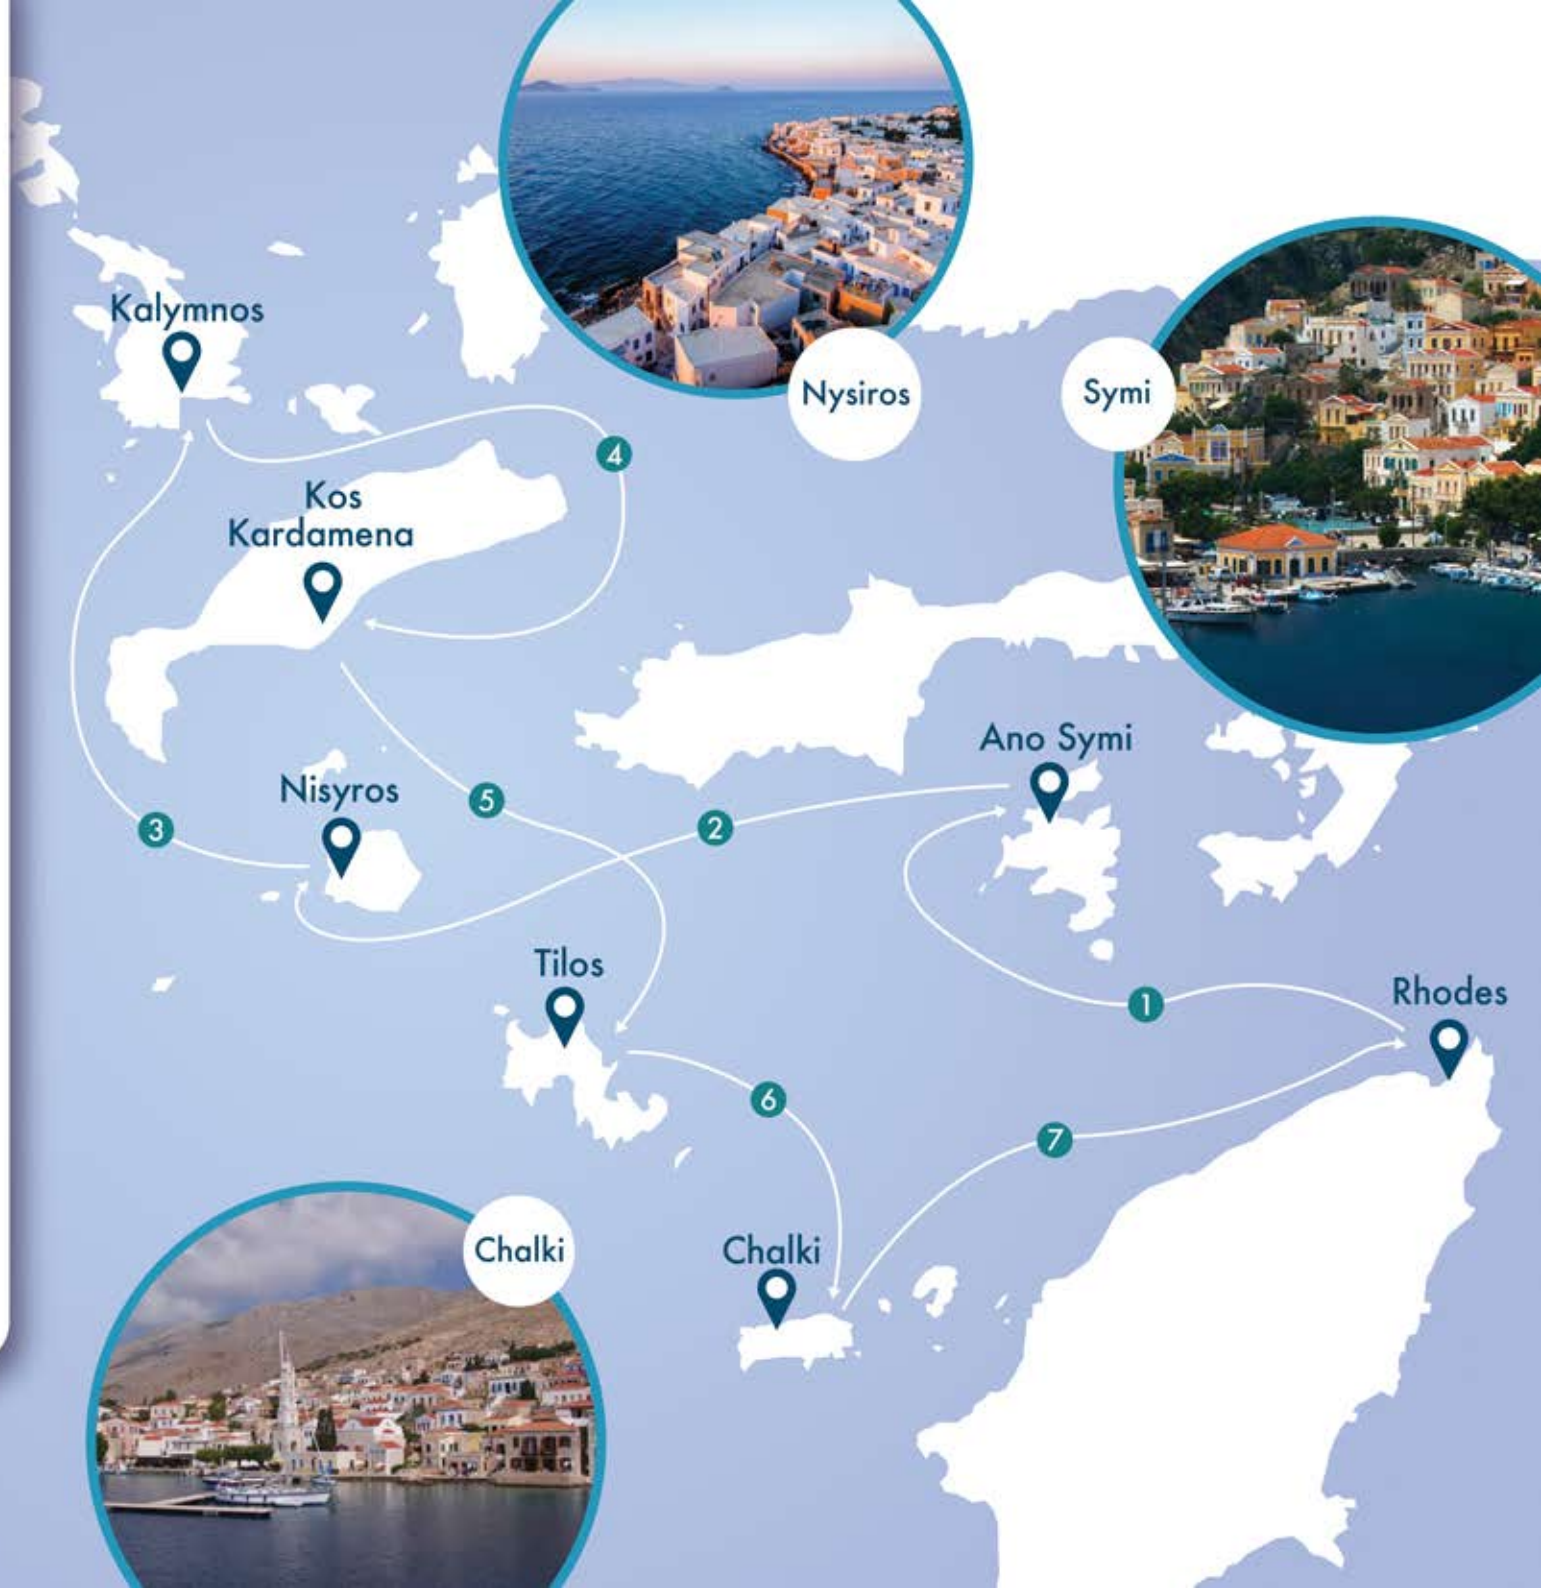 Kalymnos
Nysiros
Symi
4
Kos
Kardamena
Ano Symi
Nisyros
5
3
2
Tilos
1
Rhodes
6
7
Chalki
Chalki